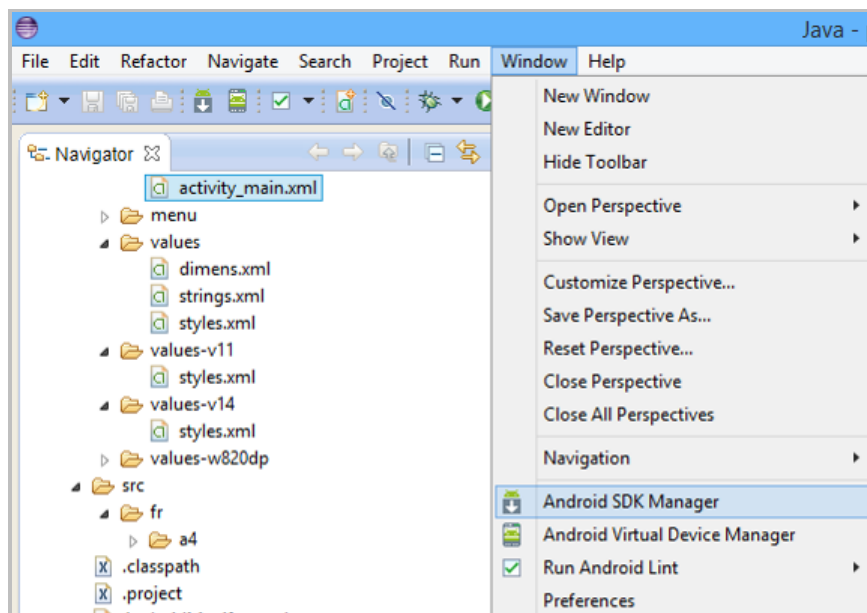 Java -
File Edit Refactor Navigate Search Project Run Window Help
Navigator
activity_main.xml
menu
values
dimens.xml
strings.xml
styles.xml
values-v11
styles.xml
values-v14
styles.xml
values-w820dp
src
fr
a4
.classpath
.project
New Window
New Editor
Hide Toolbar
Open Perspective
Show View
Customize Perspective...
Save Perspective As...
Reset Perspective...
Close Perspective
Close All Perspectives
Navigation
Android SDK Manager
Android Virtual Device Manager
Run Android Lint
Preferences